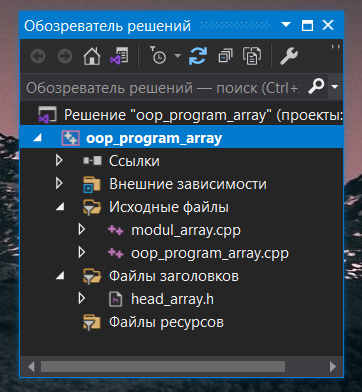 Обозреватель решений
Обозреватель решений — поиск (Ctrl+
Решение "oop_program_array" (проекты:
oop_program_array
Ссылки
Внешние зависимости
Исходные файлы
modul_array.cpp
oop_program_array.cpp
Файлы заголовков
head_array.h
Файлы ресурсов